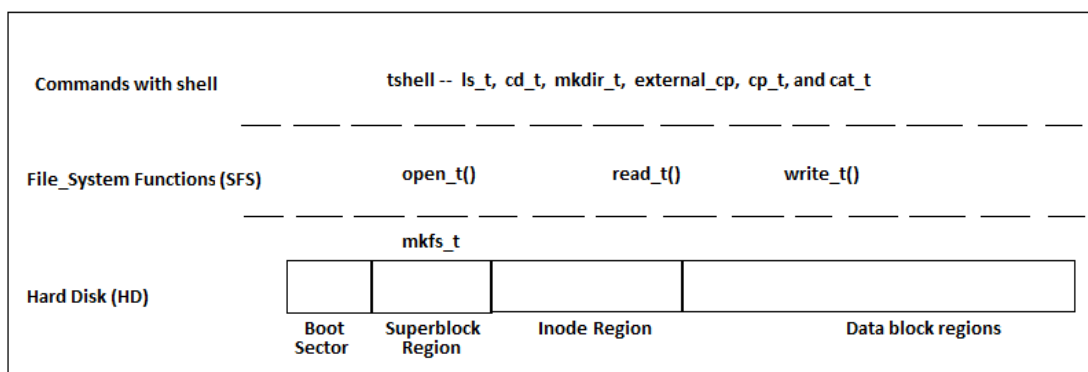 Commands with shell
tshell -- ls_t, cd_t, mkdir_t, external_cp, cp_t, and cat_t
File_System Functions (SFS)
open_t()
read_t()
write_t()
mkfs_t
Hard Disk (HD)
Boot
Sector
Superblock
Region
Inode Region
Data block regions